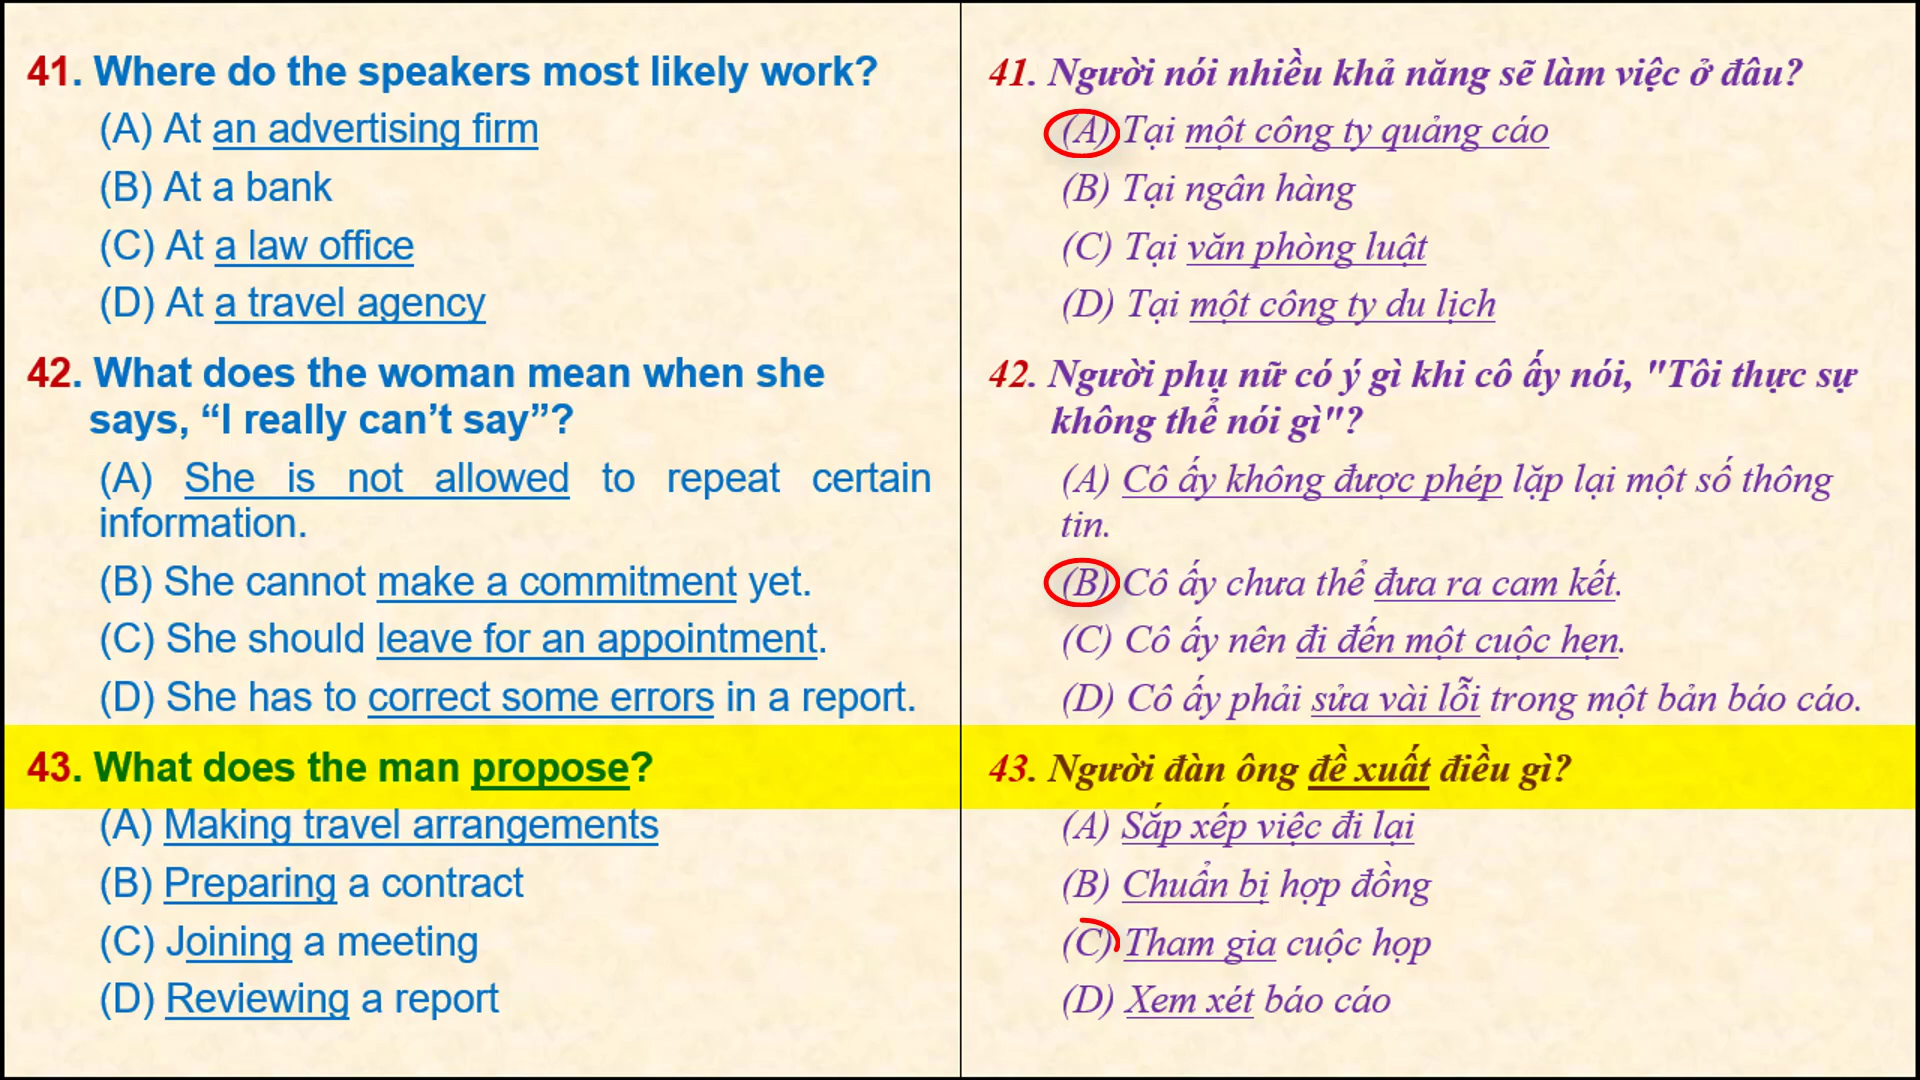 41. Where do the speakers most likely work?
(A) At an advertising firm
(B) At a bank
(C) At a law office
(D) At a travel agency
42. What does the woman mean when she
says, “I really can’t say”?
(A) She is not allowed to repeat certain
information.
(B) She cannot make a commitment yet.
(C) She should leave for an appointment.
(D) She has to correct some errors in a report.
43. What does the man propose?
(A) Making travel arrangements
(B) Preparing a contract
(C) Joining a meeting
(D) Reviewing a report
41. Người nói nhiều khả năng sẽ làm việc ở đâu?
(A) Tại một công ty quảng cáo
(B) Tại ngân hàng
(C) Tại văn phòng luật
(D) Tại một công ty du lịch
42. Người phụ nữ có ý gì khi cô ấy nói, "Tôi thực sự
không thể nói gì"?
(A) Cô ấy không được phép lặp lại một số thông
tin.
(B) Cô ấy chưa thể đưa ra cam kết.
(C) Cô ấy nên đi đến một cuộc hẹn.
(D) Cô ấy phải sửa vài lỗi trong một bản báo cáo.
43. Người đàn ông đề xuất điều gì?
(A) Sắp xếp việc đi lại
(B) Chuẩn bị hợp đồng
(C) Tham gia cuộc họp
(D) Xem xét báo cáo